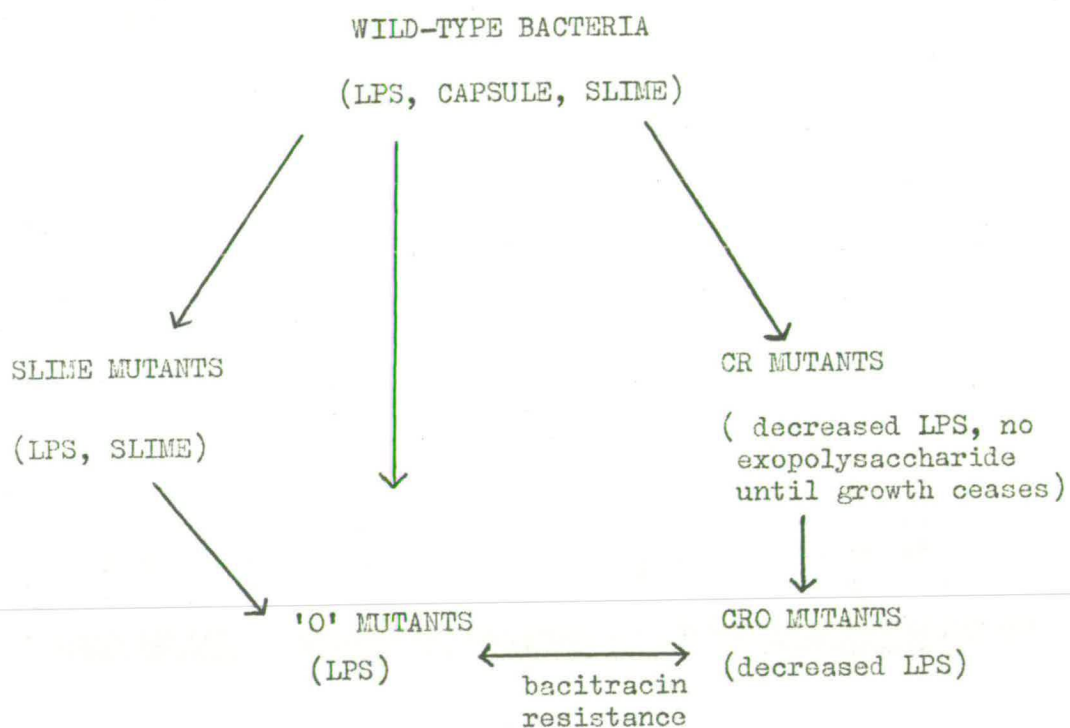 WILD-TYPE BACTERIA
(LPS, CAPSULE, SLIME)
SLIME MUTANTS
(LPS, SLIME)
CR MUTANTS
( decreased LPS, no
exopolysaccharide
until growth ceases)
'O' MUTANTS
(LPS)
CRO MUTANTS
(decreased LPS)
bacitracin
resistance